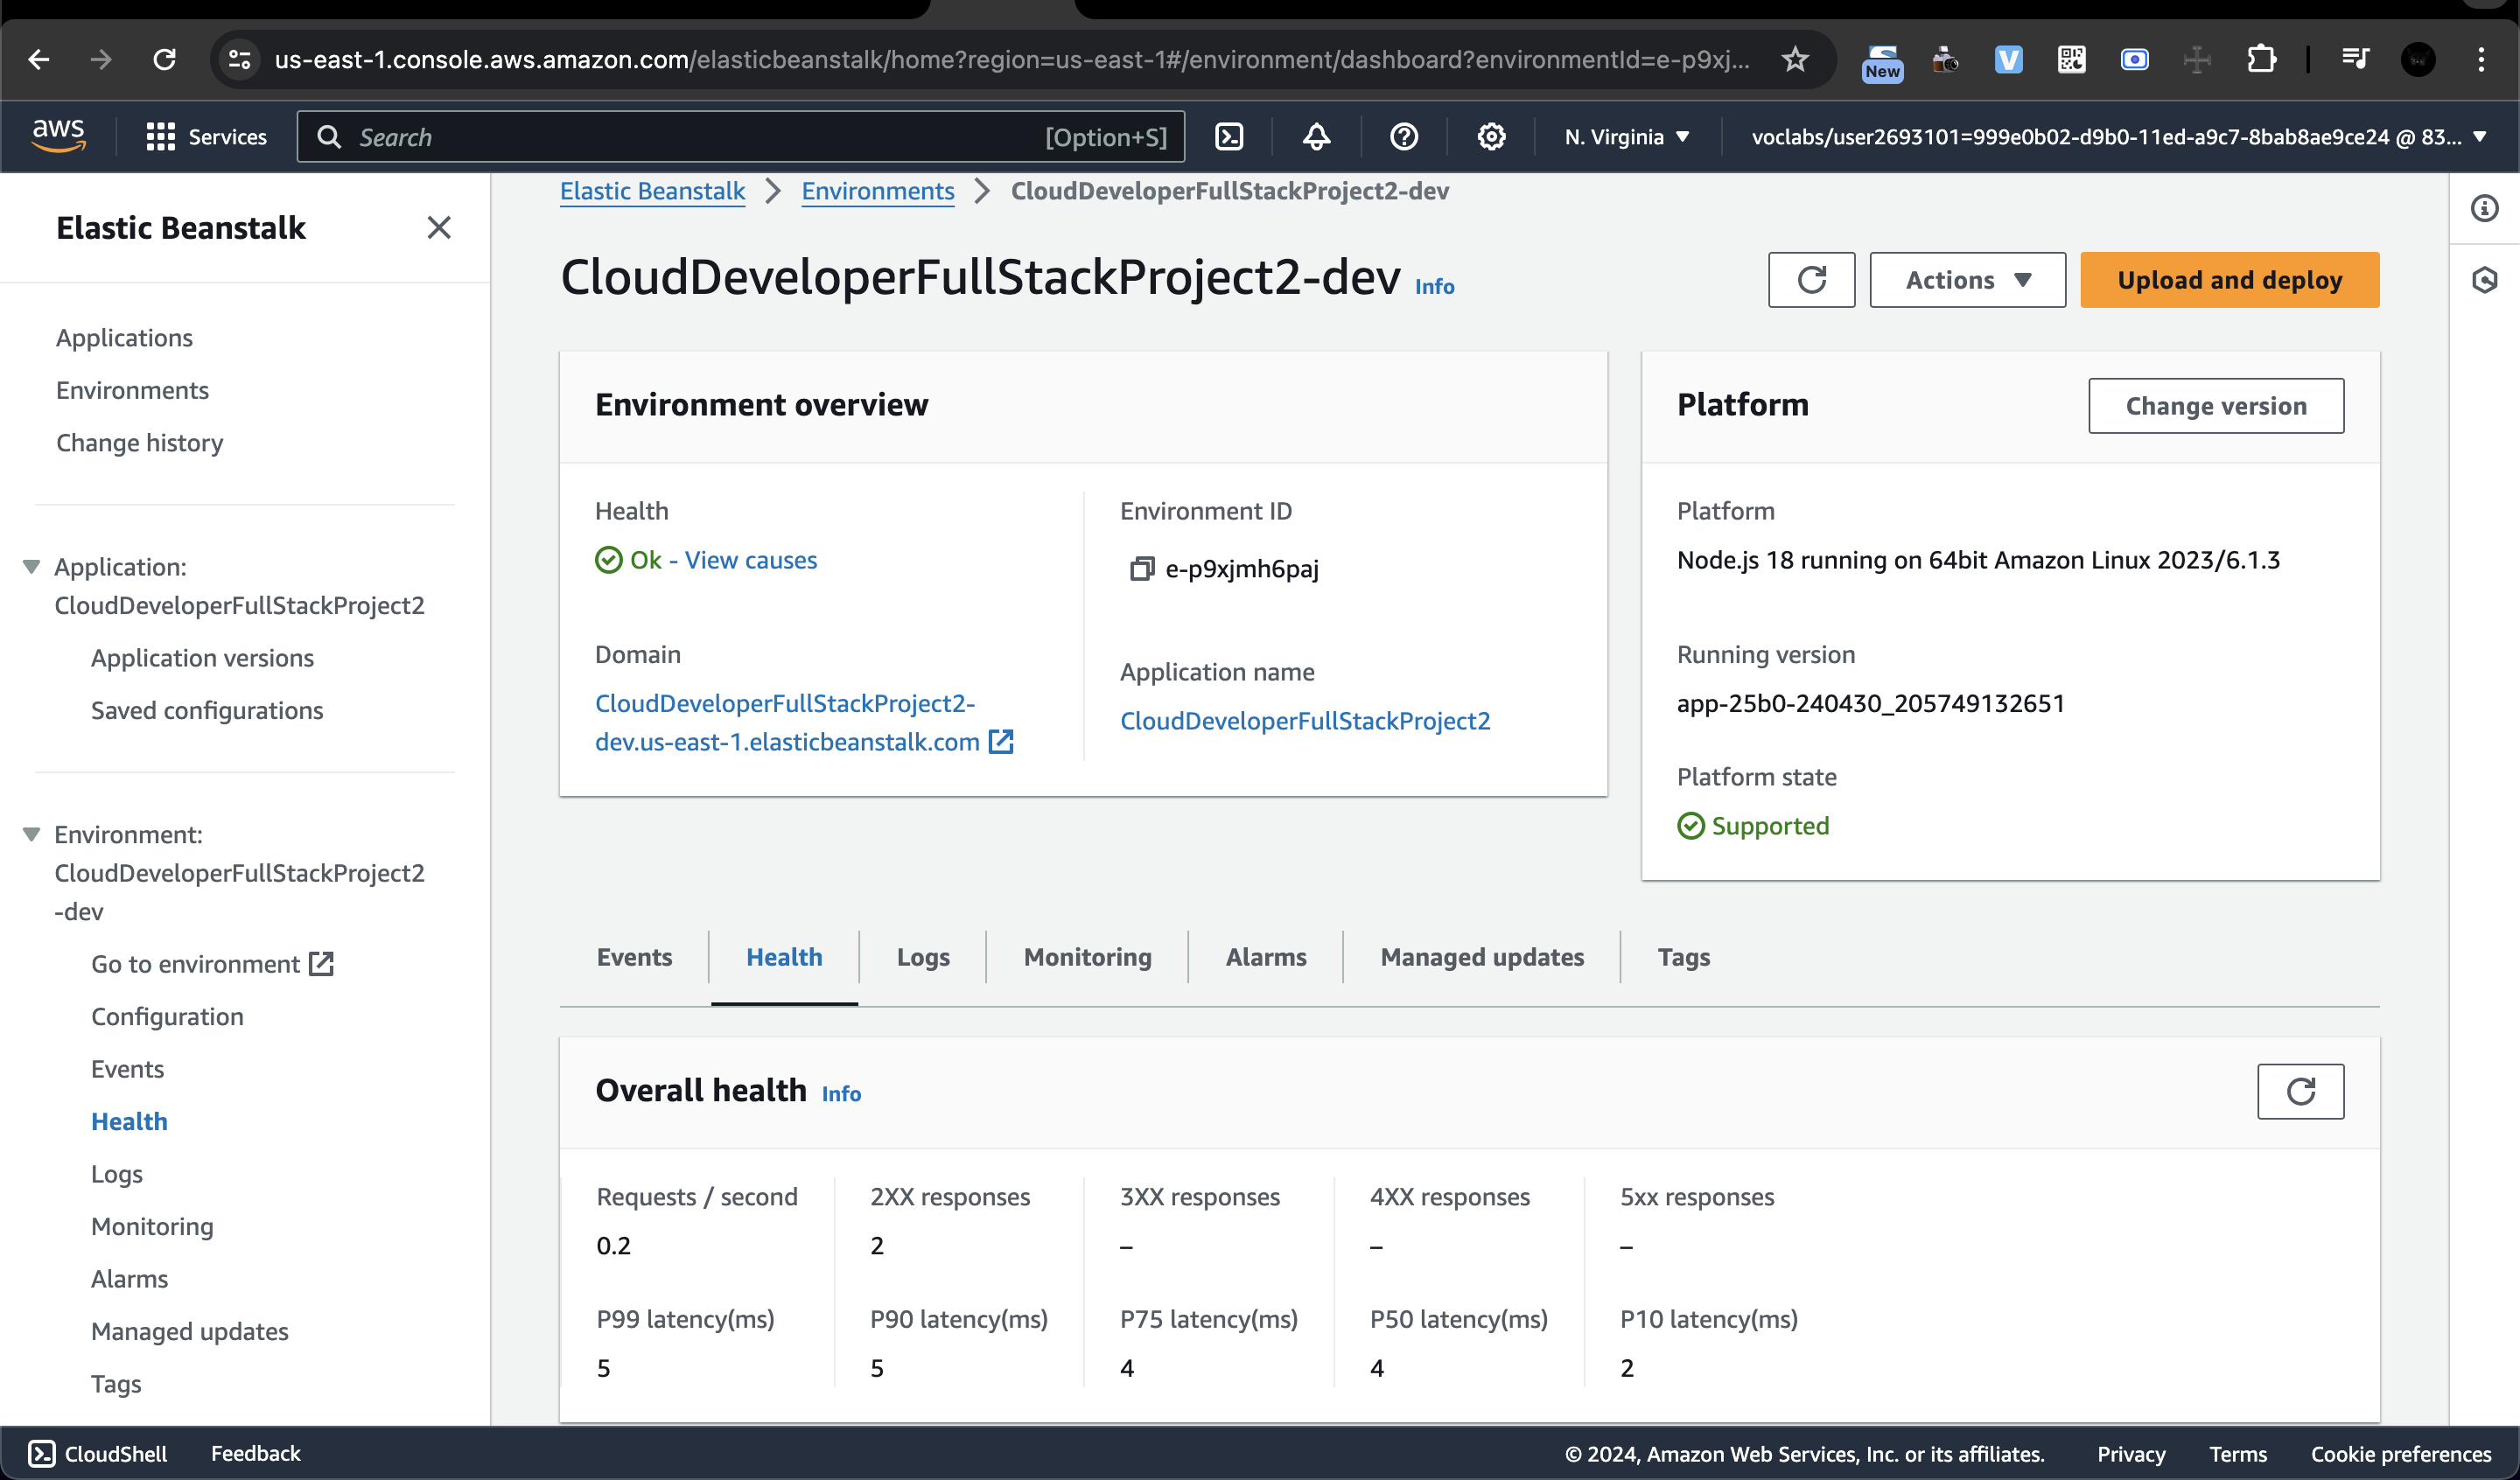 us-east-1.console.aws.amazon.com/elasticbeanstalk/home?region=us-east-1#/environment/dashboard?environmentId=e-p9xj...
New
aws
Services
Search
[Option+S]
N. Virginia
voclabs/user2693101=999e0b02-d9b0-11ed-a9c7-8bab8ae9ce24 @ 83...
Elastic Beanstalk
Applications
Environments
Change history
Application:
CloudDeveloperFullStackProject2
Application versions
Saved configurations
Environment:
CloudDeveloperFullStackProject2
-dev
Go to environment
Configuration
Events
Health
Logs
Monitoring
Alarms
Managed updates
Tags
Elastic Beanstalk > Environments > CloudDeveloperFullStackProject2-dev
CloudDeveloperFullStackProject2-dev Info
Actions
Upload and deploy
Environment overview
Health
Ok - View causes
Domain
CloudDeveloperFullStackProject2-
dev.us-east-1.elasticbeanstalk.com
Environment ID
e-p9xjmh6paj
Application name
CloudDeveloperFullStackProject2
Platform
Change version
Platform
Node.js 18 running on 64bit Amazon Linux 2023/6.1.3
Running version
app-25b0-240430_205749132651
Platform state
Supported
Events
Health
Logs
Monitoring
Alarms
Managed updates
Tags
Overall health Info
Requests / second
0.2
2XX responses
2
3XX responses
–
4XX responses
–
5xx responses
–
P99 latency(ms)
5
P90 latency(ms)
5
P75 latency(ms)
4
P50 latency(ms)
4
P10 latency(ms)
2
CloudShell
Feedback
© 2024, Amazon Web Services, Inc. or its affiliates.
Privacy
Terms
Cookie preferences